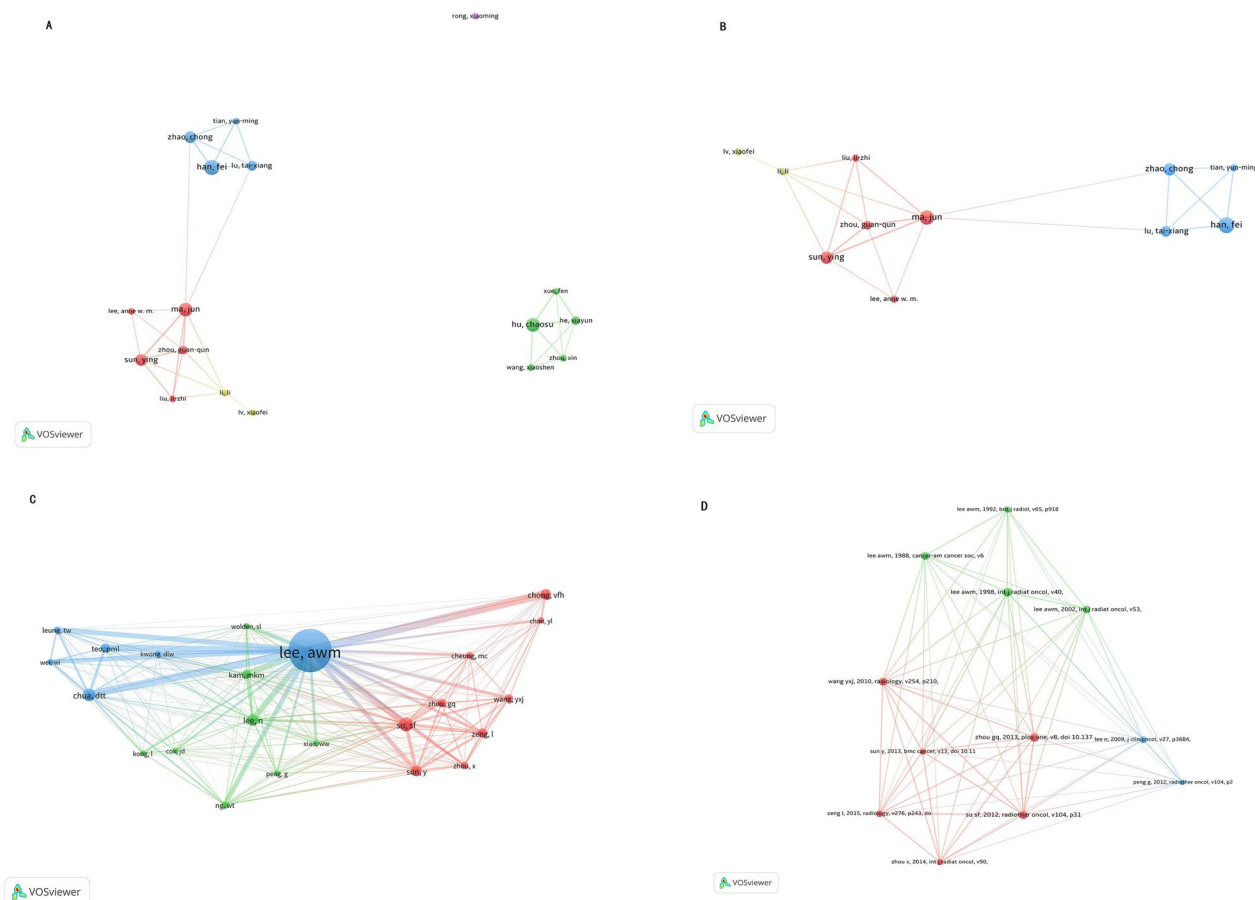 A
rong, xiaoming
tian, yun-ming
zhao, chong
han, fei
lu, tai-xiang
ma, jun
lee, anne w. m.
zhou, guan-qun
sun, ying
li, li
liu, li-zhi
lv, xiaofei
xue, fen
hu, chaosu
he, xiayun
zhou, xin
wang, xiaoshen
VOSviewer
B
lv, xiaofei
li, li
liu, li-zhi
zhou, guan-qun
ma, jun
sun, ying
lee, anne w. m.
zhao, chong
tian, yun-ming
lu, tai-xiang
han, fei
VOSviewer
C
chong, vfh
chan, yl
leung, tw
wolden, sl
teo, pml
kwong, dlw
lee, awm
cheung, mc
wei, wi
kam, mkm
chua, dtt
zhou, gq
wang, yxj
lee, n
su, sf
zeng, l
xiao, ww
kong, l
cox, jd
peng, g
sun, y
zhou, x
ng, wt
VOSviewer
D
lee awm, 1992, brit j radiol, v65, p918
lee awm, 1988, cancer-am cancer soc, v6
lee awm, 1998, int j radiat oncol, v40,
lee awm, 2002, int j radiat oncol, v53,
wang yxj, 2010, radiology, v254, p210,
zhou gq, 2013, plos one, v8, doi 10.137
lee n, 2009, j clin oncol, v27, p3684,
sun y, 2013, bmc cancer, v13, doi 10.11
peng g, 2012, radiother oncol, v104, p2
zeng l, 2015, radiology, v276, p243, do
su sf, 2012, radiother oncol, v104, p31
zhou x, 2014, int j radiat oncol, v90,
VOSviewer